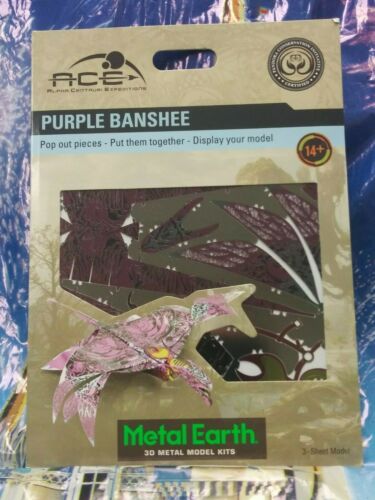 ACE
ALPHA CENTAURI EXPEDITIONS
PURPLE BANSHEE
Pop out pieces - Put them together - Display your model
14+
Metal Earth™
3D METAL MODEL KITS
3-Sheet Model